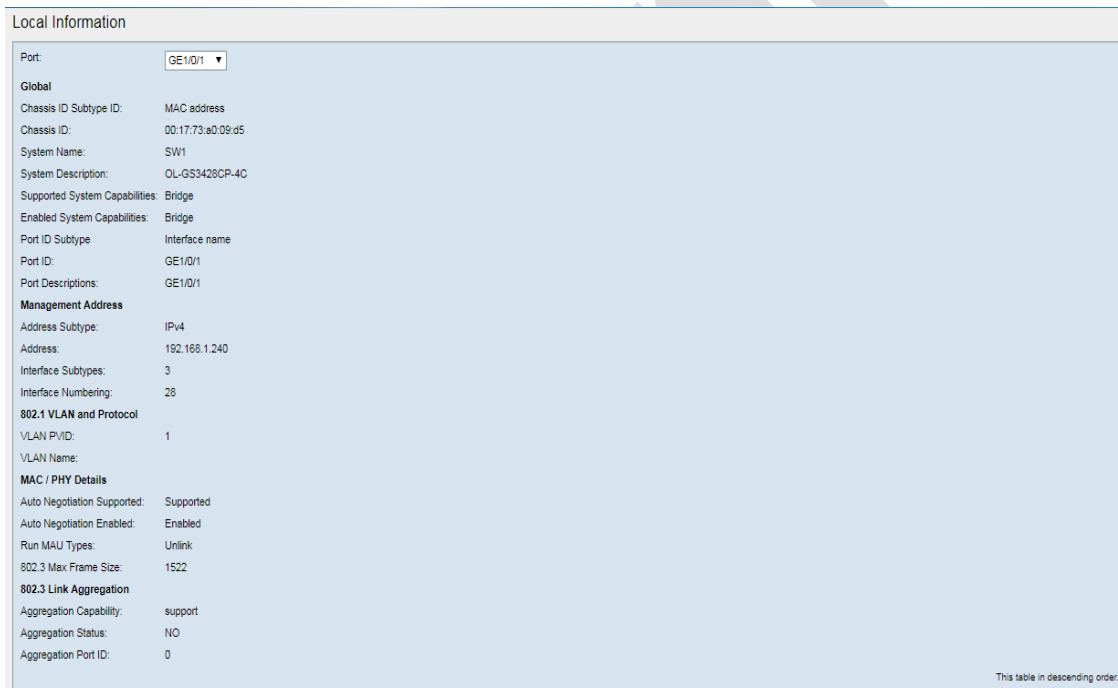 Local Information
Port: GE1/0/1
Global
Chassis ID Subtype ID: MAC address
Chassis ID: 00:17:73:a0:09:d5
System Name: SW1
System Description: OL-GS3428CP-4C
Supported System Capabilities: Bridge
Enabled System Capabilities: Bridge
Port ID Subtype Interface name
Port ID: GE1/0/1
Port Descriptions: GE1/0/1
Management Address
Address Subtype: IPv4
Address: 192.168.1.240
Interface Subtypes: 3
Interface Numbering: 28
802.1 VLAN and Protocol
VLAN PVID: 1
VLAN Name:
MAC / PHY Details
Auto Negotiation Supported: Supported
Auto Negotiation Enabled: Enabled
Run MAU Types: Unlink
802.3 Max Frame Size: 1522
802.3 Link Aggregation
Aggregation Capability: support
Aggregation Status: NO
Aggregation Port ID: 0
This table in descending order.